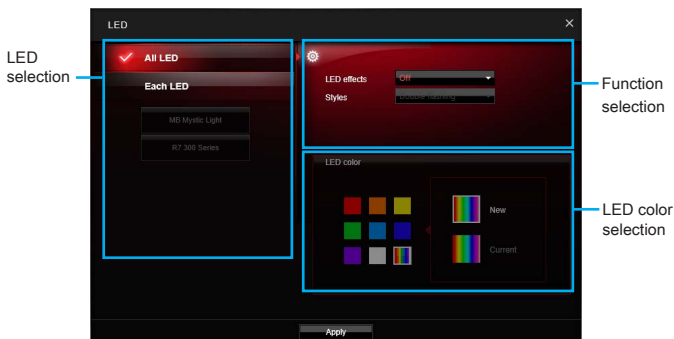 LED
LED selection
All LED
Each LED
MB Mystic Light
R7 300 Series
LED effects Off
Styles Double flashing
Function selection
LED color
New
Current
LED color selection
Apply